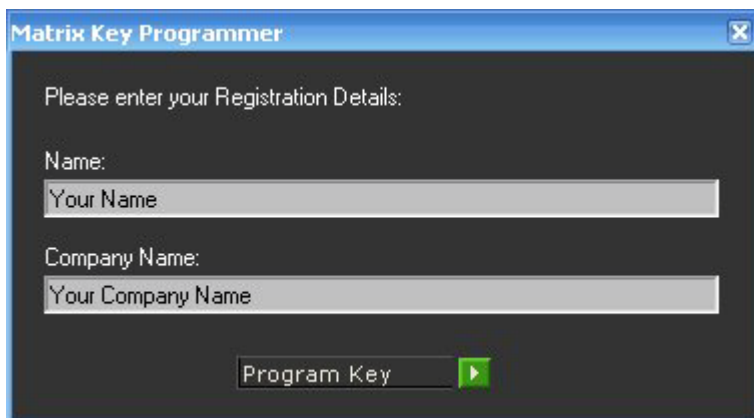 Matrix Key Programmer
Please enter your Registration Details:
Name:
Your Name
Company Name:
Your Company Name
Program Key